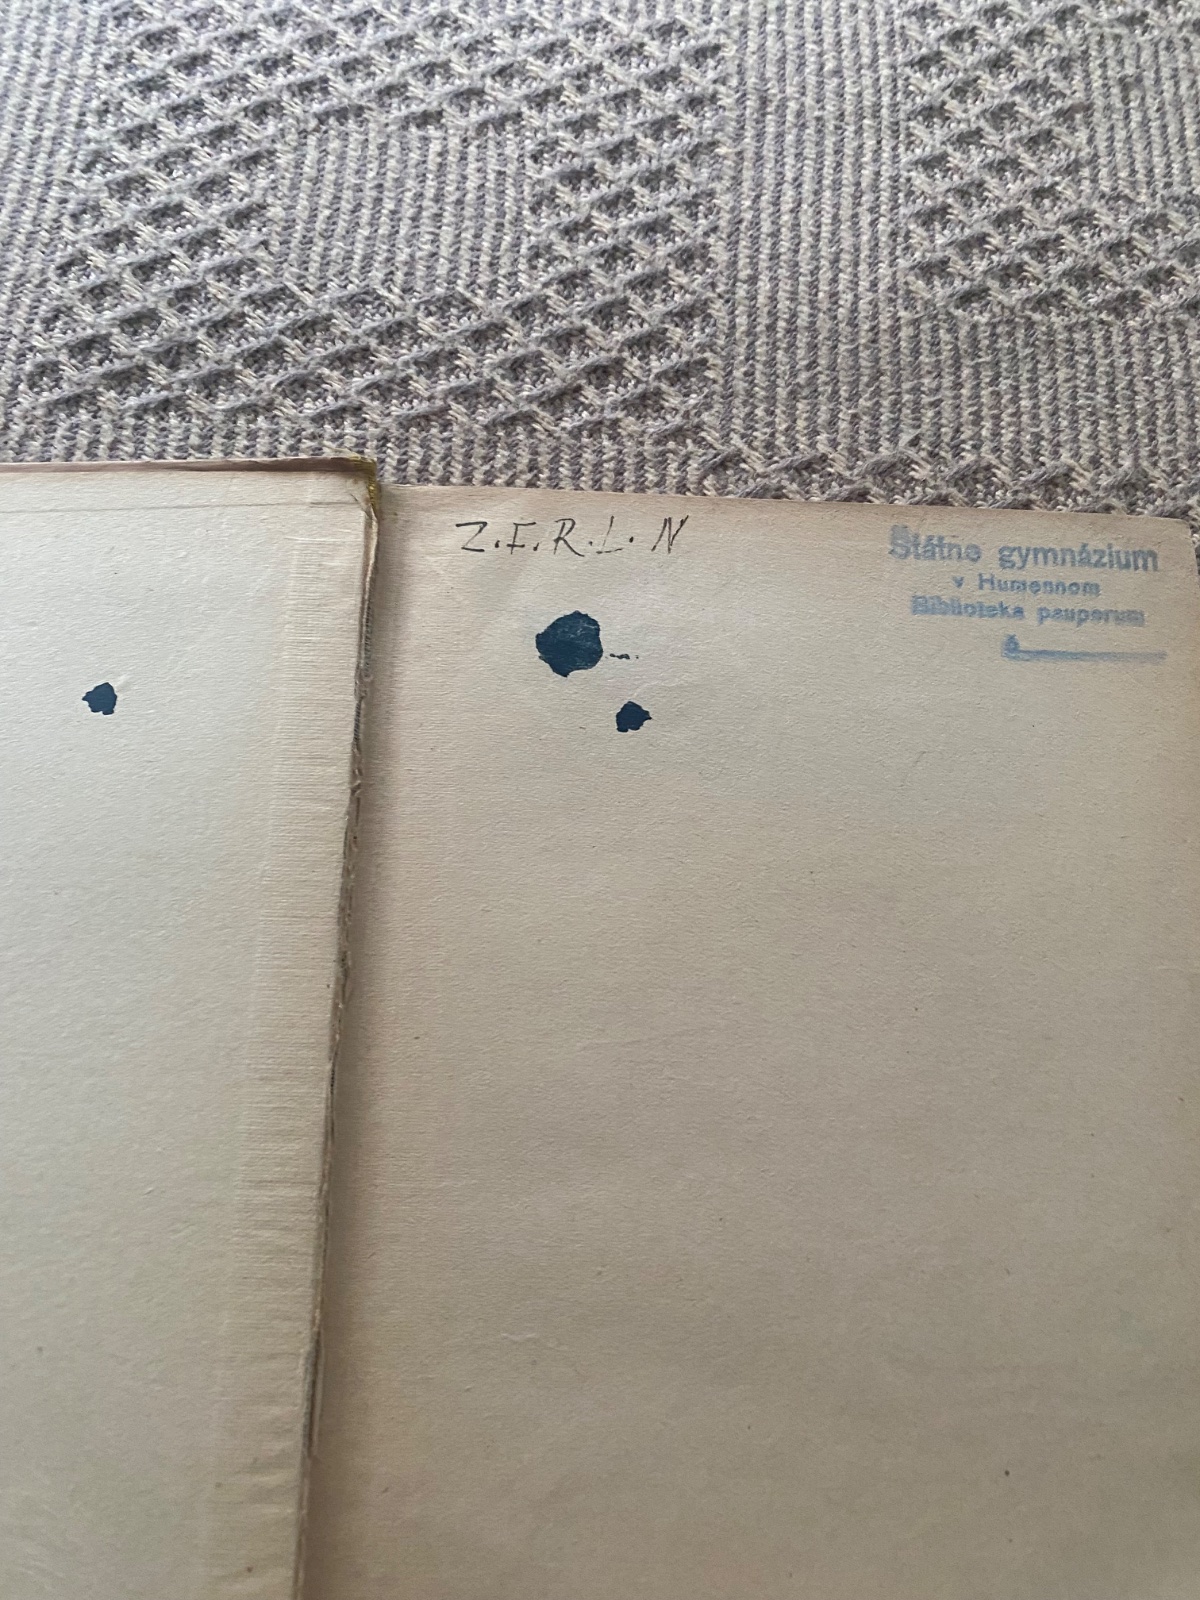 Z.E.R.L.N
Štátne gymnázium
v Humennom
Biblioteka pauperum
č.